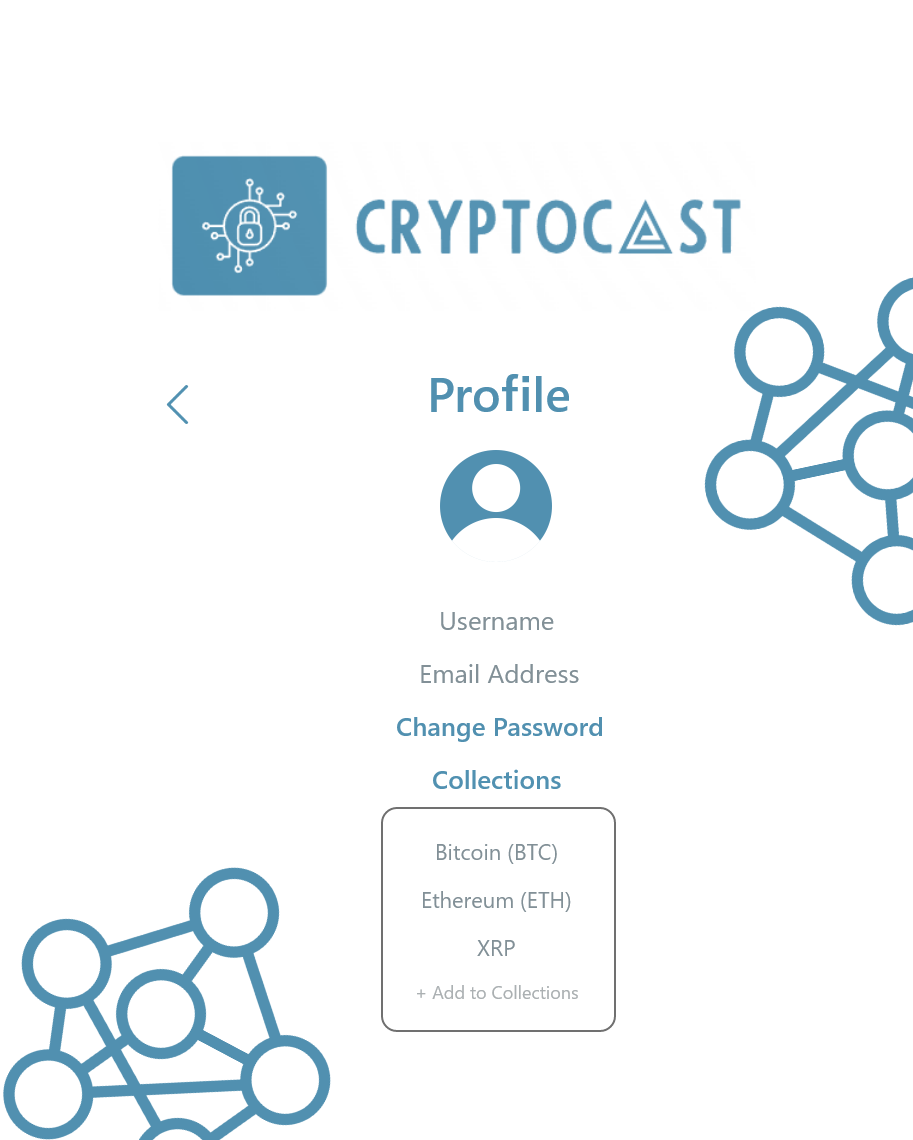 CRYPTOCAST
Profile
Username
Email Address
Change Password
Collections
Bitcoin (BTC)
Ethereum (ETH)
XRP
+ Add to Collections